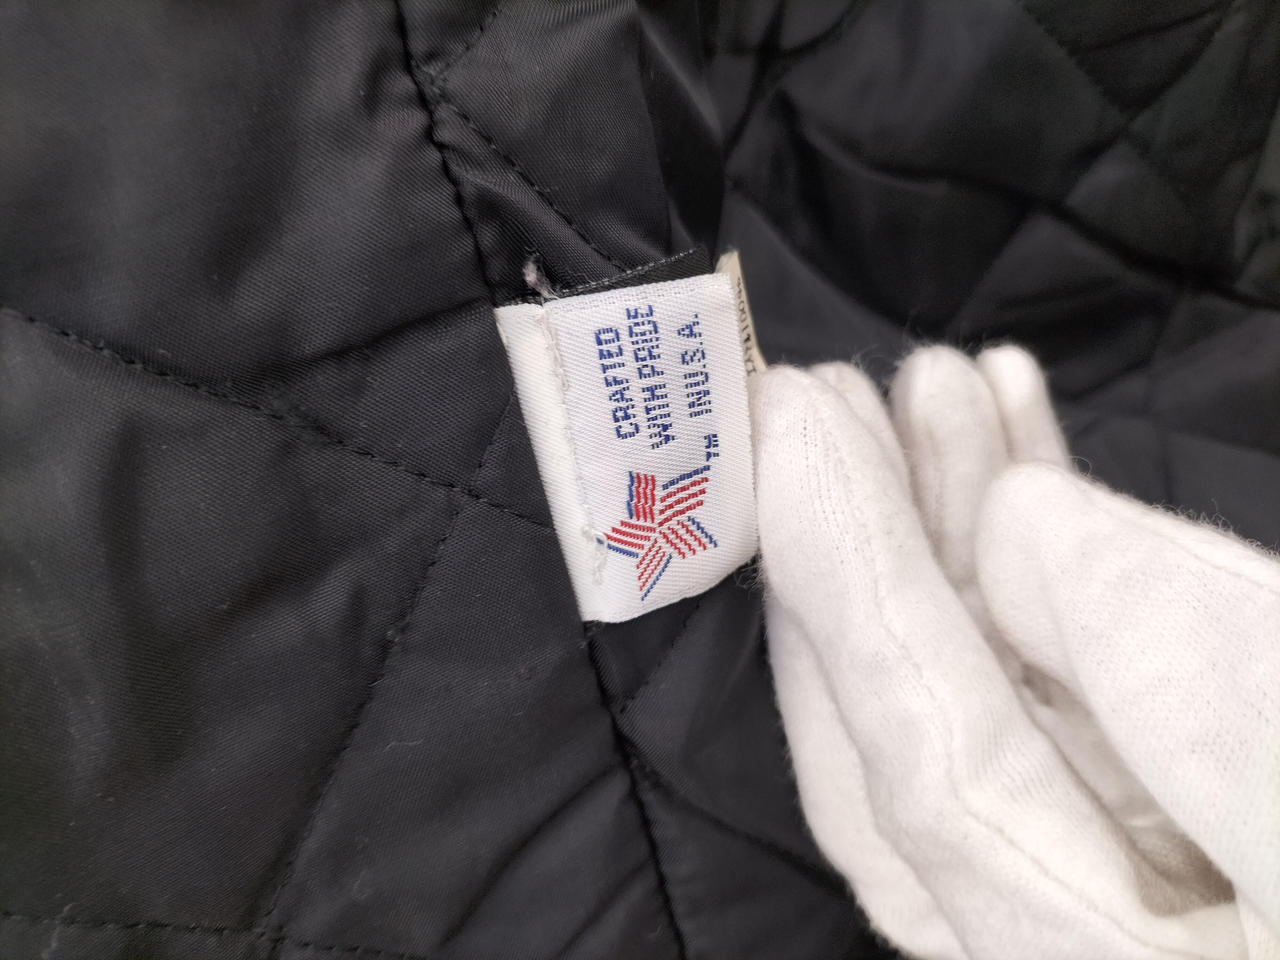 CRAFTED
WITH PRIDE
IN U.S.A.
TM